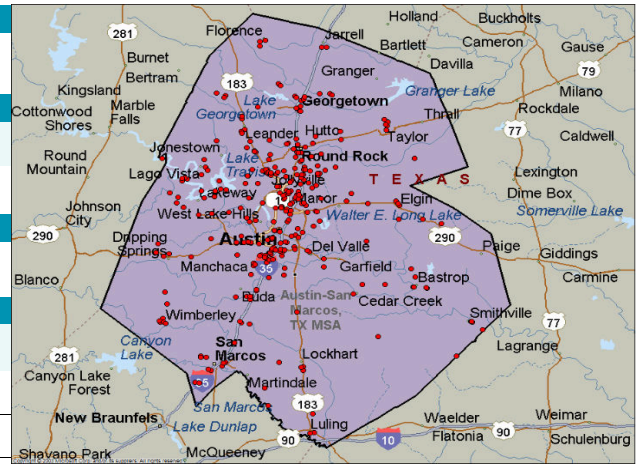 Florence
Jarrell
Holland
Buckholts
281
Bartlett
Cameron
Gause
Burnet
Davilla
Bertram
Granger
79
183
Kingsland
Granger Lake
Milano
Lake
Georgetown
Georgetown
Cottonwood
Shores
Marble
Falls
Rockdale
Thrall
Leander
Hutto
Taylor
77
Caldwell
Jonestown
Round
Mountain
Lake
Travis
Round Rock
Lago Vista
Jollyville
TEXAS
Lexington
Lakeway
Manor
Elgin
Dime Box
Johnson
City
West Lake Hills
Walter E. Long Lake
Somerville Lake
290
Dripping
Springs
Austin
Del Valle
290
Paige
Giddings
Manchaca
35
Garfield
Blanco
Bastrop
Carmine
Buda
Austin-San
Marcos,
TX MSA
Cedar Creek
Wimberley
Smithville
77
Canyon
Lake
San
Marcos
Lagrange
281
Lockhart
Canyon Lake
Forest
Martindale
183
San Marcos
New Braunfels
Lake Dunlap
Luling
Waelder
Weimar
90
10
Flatonia
90
Schulenburg
Shavano Park
McQueeney